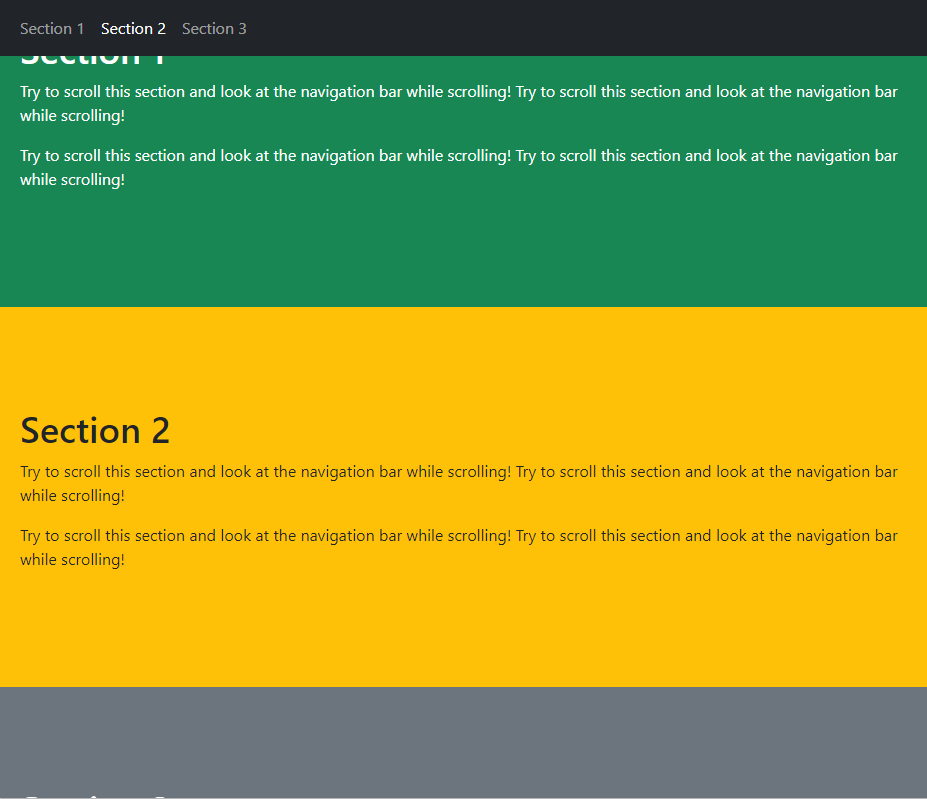 Section 1 Section 2 Section 3
Section 1
Try to scroll this section and look at the navigation bar while scrolling! Try to scroll this section and look at the navigation bar
while scrolling!
Try to scroll this section and look at the navigation bar while scrolling! Try to scroll this section and look at the navigation bar
while scrolling!
Section 2
Try to scroll this section and look at the navigation bar while scrolling! Try to scroll this section and look at the navigation bar
while scrolling!
Try to scroll this section and look at the navigation bar while scrolling! Try to scroll this section and look at the navigation bar
while scrolling!